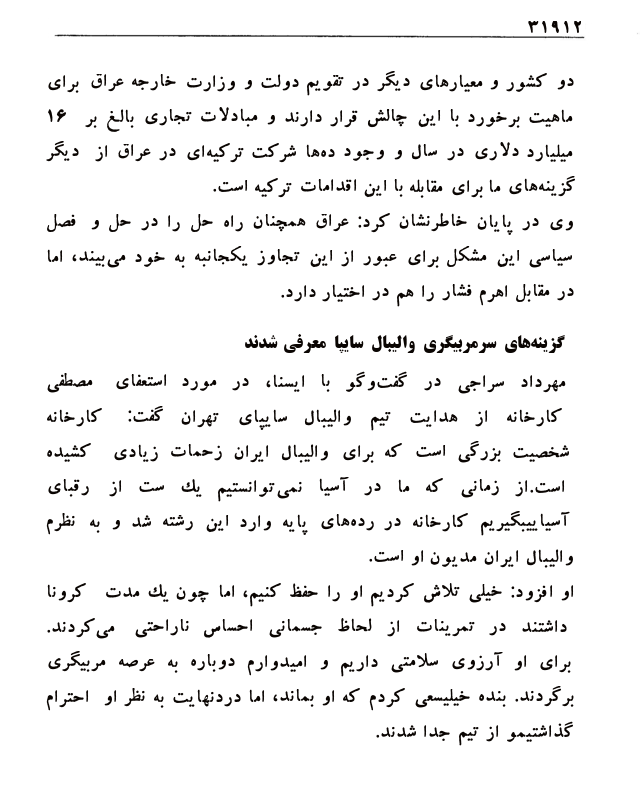 ۳۱۹۱۲
دو کشور و معیارهای دیگر در تقویم دولت و وزارت خارجه عراق برای
ماهیت برخورد با این چالش قرار دارند و مبادلات تجاری بالغ بر ۱۶
میلیارد دلاری در سال و وجود ده‌ها شرکت ترکیه‌ای در عراق از دیگر
گزینه‌های ما برای مقابله با این اقدامات ترکیه است.
وی در پایان خاطرنشان کرد: عراق همچنان راه حل را در حل و فصل
سیاسی این مشکل برای عبور از این تجاوز یکجانبه به خود می‌بیند، اما
در مقابل اهرم فشار را هم در اختیار دارد.
گزینه‌های سرمربیگری والیبال سایپا معرفی شدند
مهرداد سراجی در گفت‌وگو با ایسنا، در مورد استعفای مصطفی
کارخانه از هدایت تیم والیبال سایپای تهران گفت: کارخانه
شخصیت بزرگی است که برای والیبال ایران زحمات زیادی کشیده
است.از زمانی که ما در آسیا نمی‌توانستیم یك ست از رقبای
آسیاییبگیریم کارخانه در رده‌های پایه وارد این رشته شد و به نظرم
والیبال ایران مدیون او است.
او افزود: خیلی تلاش کردیم او را حفظ کنیم، اما چون یك مدت کرونا
داشتند در تمرینات از لحاظ جسمانی احساس ناراحتی می‌کردند.
برای او آرزوی سلامتی داریم و امیدوارم دوباره به عرصه مربیگری
برگردند. بنده خیلیسعی کردم که او بماند، اما دردنهایت به نظر او احترام
گذاشتیمو از تیم جدا شدند.